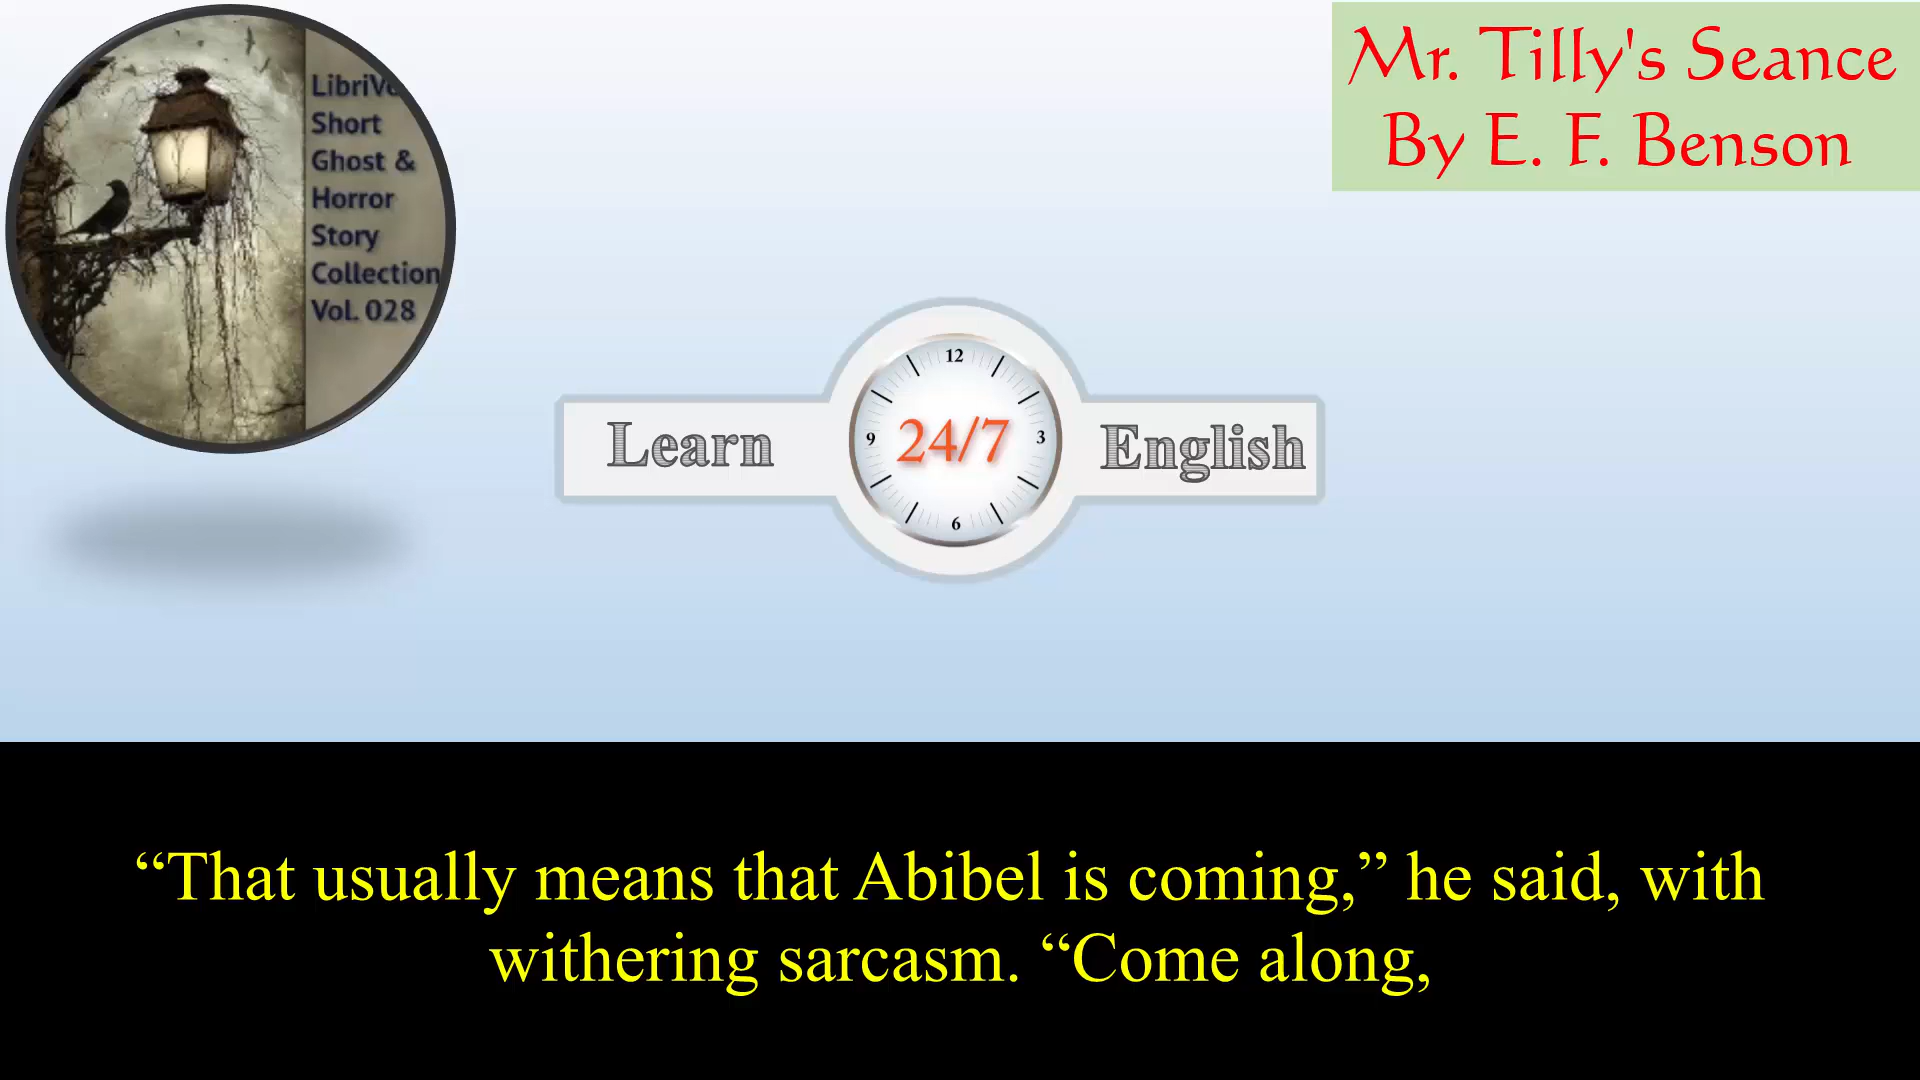 LibriVo
Short
Ghost &
Horror
Story
Collection
Vol. 028
Mr. Tilly's Seance
By E. F. Benson
12
Learn
9
24/7
3
English
6
“That usually means that Abibel is coming,” he said, with
withering sarcasm. “Come along,